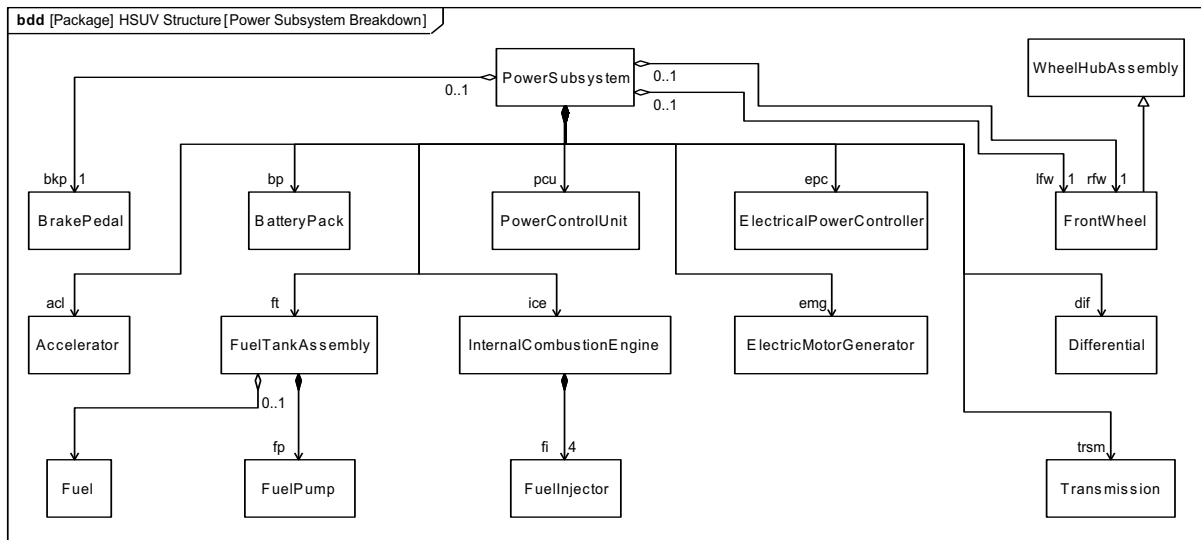 bdd [Package] HSUV Structure [Power Subsystem Breakdown]
PowerSubsystem
WheelHubAssembly
0..1
0..1
0..1
bkp 1
bp
pcu
epc
lfw 1
rfw 1
BrakePedal
BatteryPack
PowerControlUnit
ElectricalPowerController
FrontWheel
acl
ft
ice
emg
dif
Accelerator
FuelTankAssembly
InternalCombustionEngine
ElectricMotorGenerator
Differential
0..1
fp
fi 4
trsm
Fuel
FuelPump
FuelInjector
Transmission